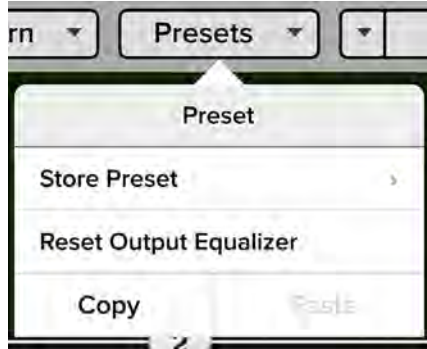 rn Presets
Preset
Store Preset
Reset Output Equalizer
Copy Paste